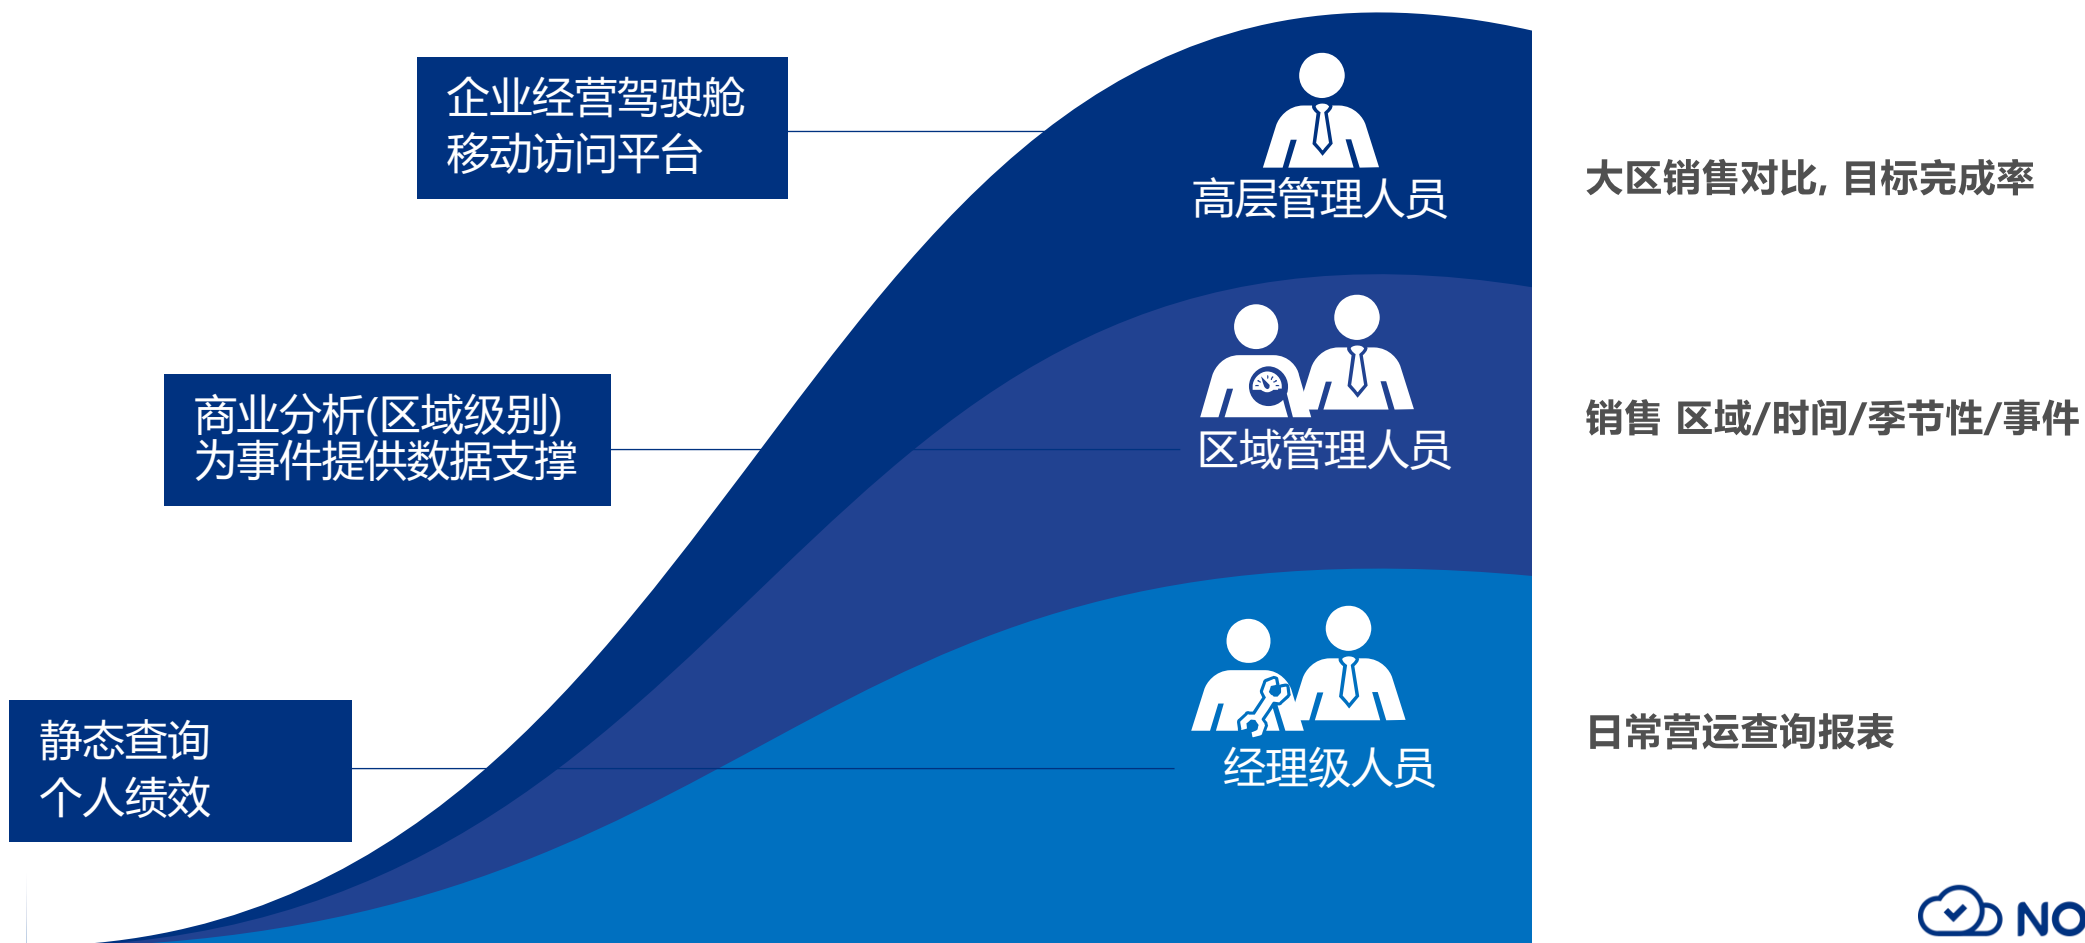 企业经营驾驶舱
移动访问平台
高层管理人员
大区销售对比, 目标完成率
商业分析(区域级别)
为事件提供数据支撑
区域管理人员
销售 区域/时间/季节性/事件
静态查询
个人绩效
经理级人员
日常营运查询报表
NO